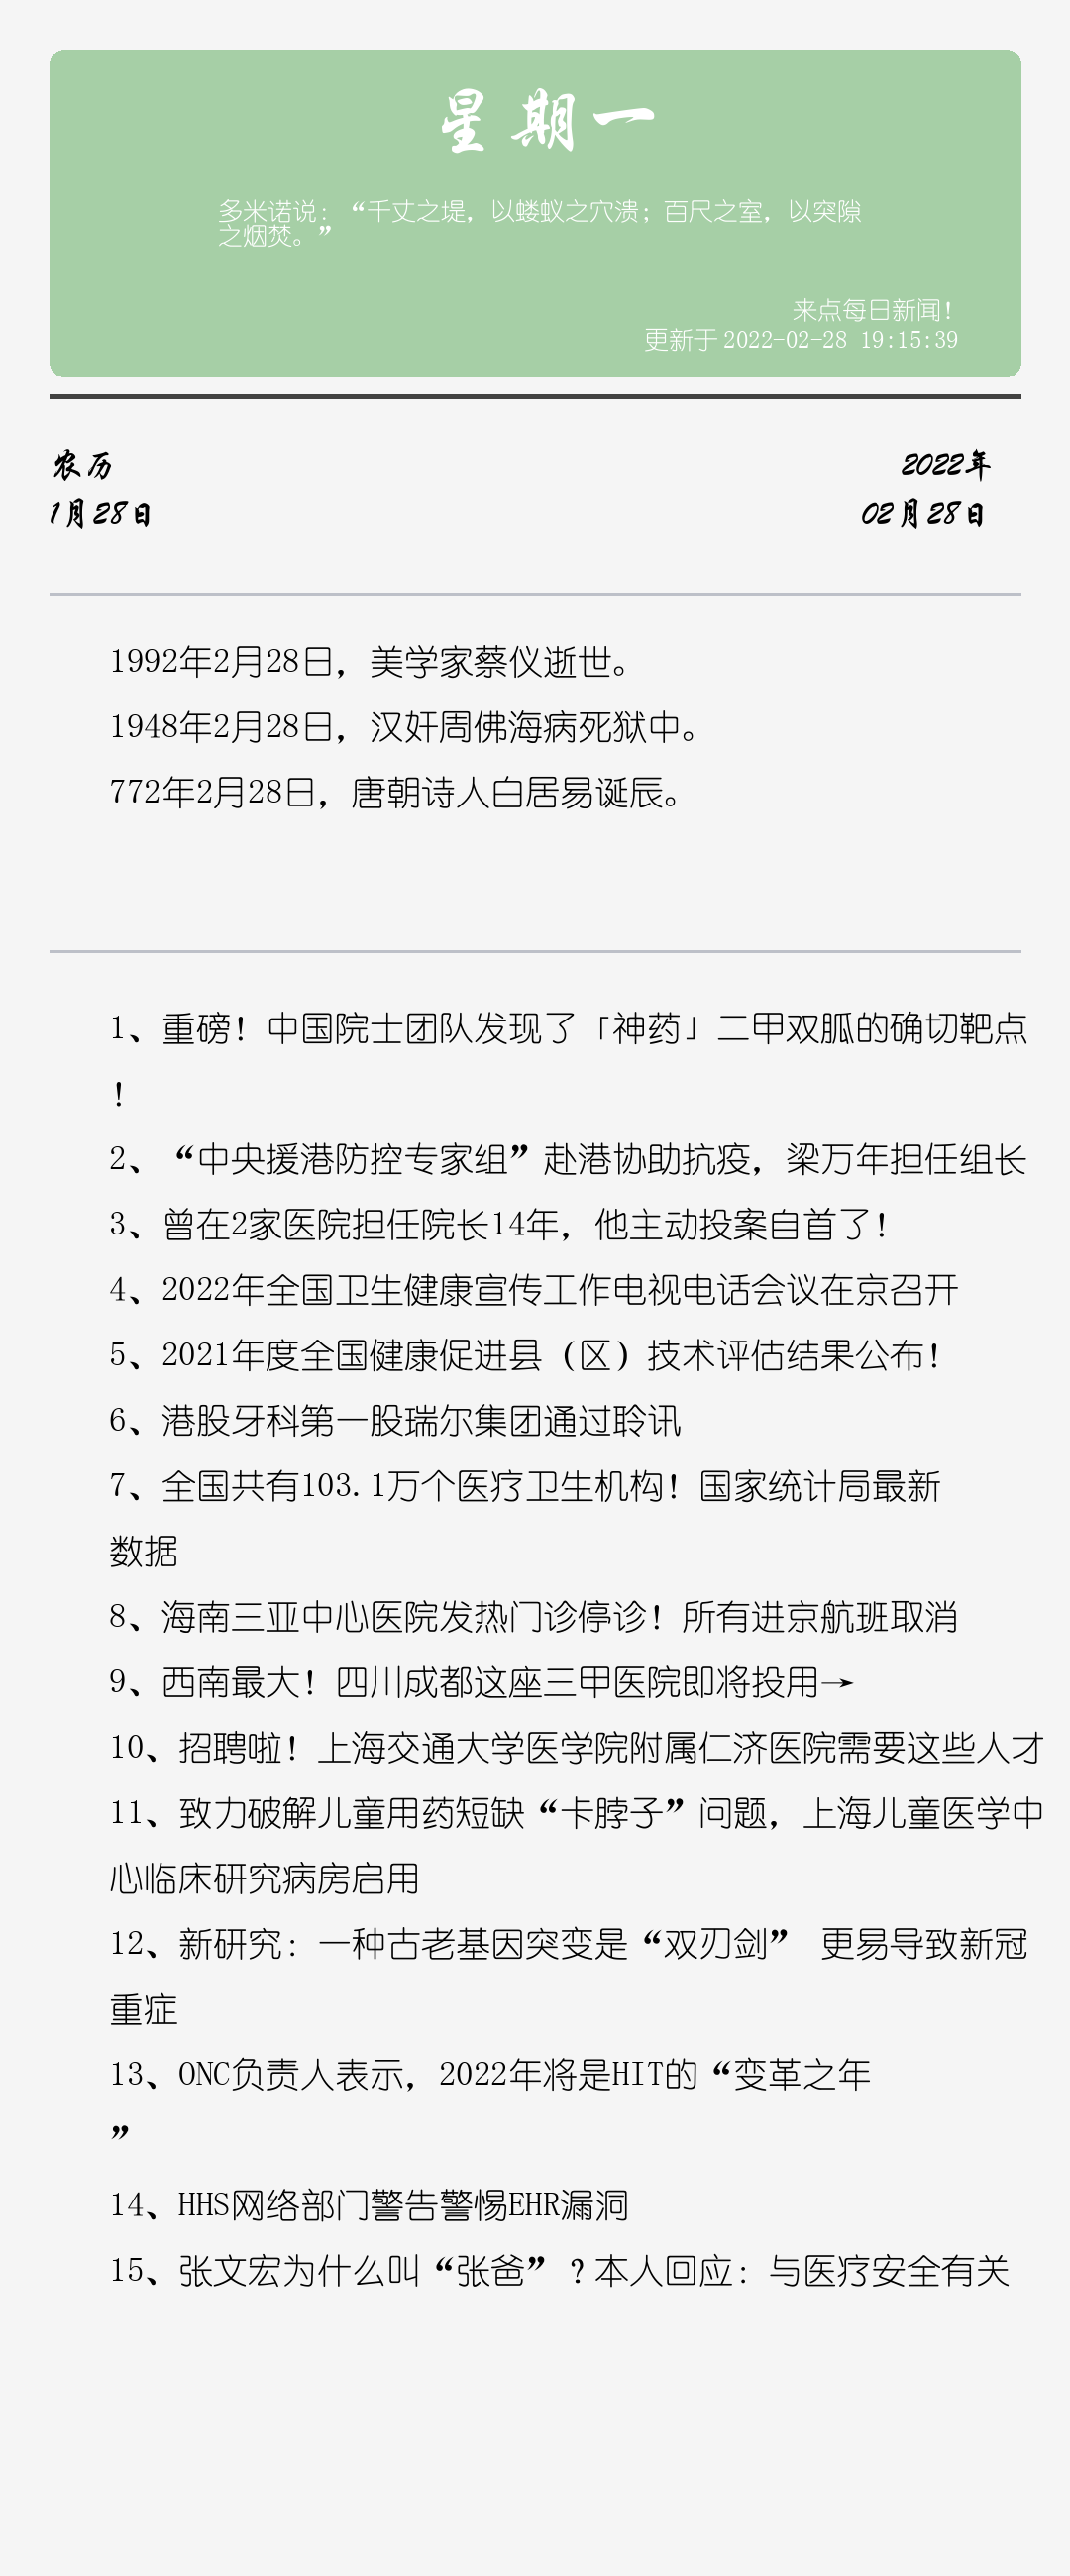 星期一
多米诺说：“千丈之堤，以蝼蚁之穴溃；百尺之室，以突隙
之烟焚。”
来点每日新闻！
更新于 2022-02-28 19:15:39
农历
1月28日
2022年
02月28日
1992年2月28日，美学家蔡仪逝世。
1948年2月28日，汉奸周佛海病死狱中。
772年2月28日，唐朝诗人白居易诞辰。
1、重磅！中国院士团队发现了「神药」二甲双胍的确切靶点
！
2、“中央援港防控专家组”赴港协助抗疫，梁万年担任组长
3、曾在2家医院担任院长14年，他主动投案自首了！
4、2022年全国卫生健康宣传工作电视电话会议在京召开
5、2021年度全国健康促进县（区）技术评估结果公布！
6、港股牙科第一股瑞尔集团通过聆讯
7、全国共有103.1万个医疗卫生机构！国家统计局最新
数据
8、海南三亚中心医院发热门诊停诊！所有进京航班取消
9、西南最大！四川成都这座三甲医院即将投用→
10、招聘啦！上海交通大学医学院附属仁济医院需要这些人才
11、致力破解儿童用药短缺“卡脖子”问题，上海儿童医学中
心临床研究病房启用
12、新研究：一种古老基因突变是“双刃剑” 更易导致新冠
重症
13、ONC负责人表示，2022年将是HIT的“变革之年
”
14、HHS网络部门警告警惕EHR漏洞
15、张文宏为什么叫“张爸”？本人回应：与医疗安全有关